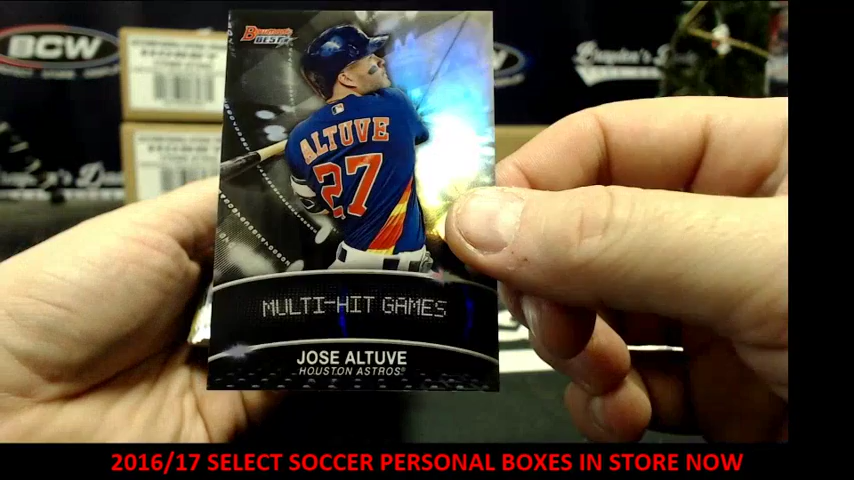 BCW
BOWMAN'S
BEST
ALTUVE
27
MULTI-HIT GAMES
JOSE ALTUVE
HOUSTON ASTROS®
2016/17 SELECT SOCCER PERSONAL BOXES IN STORE NOW